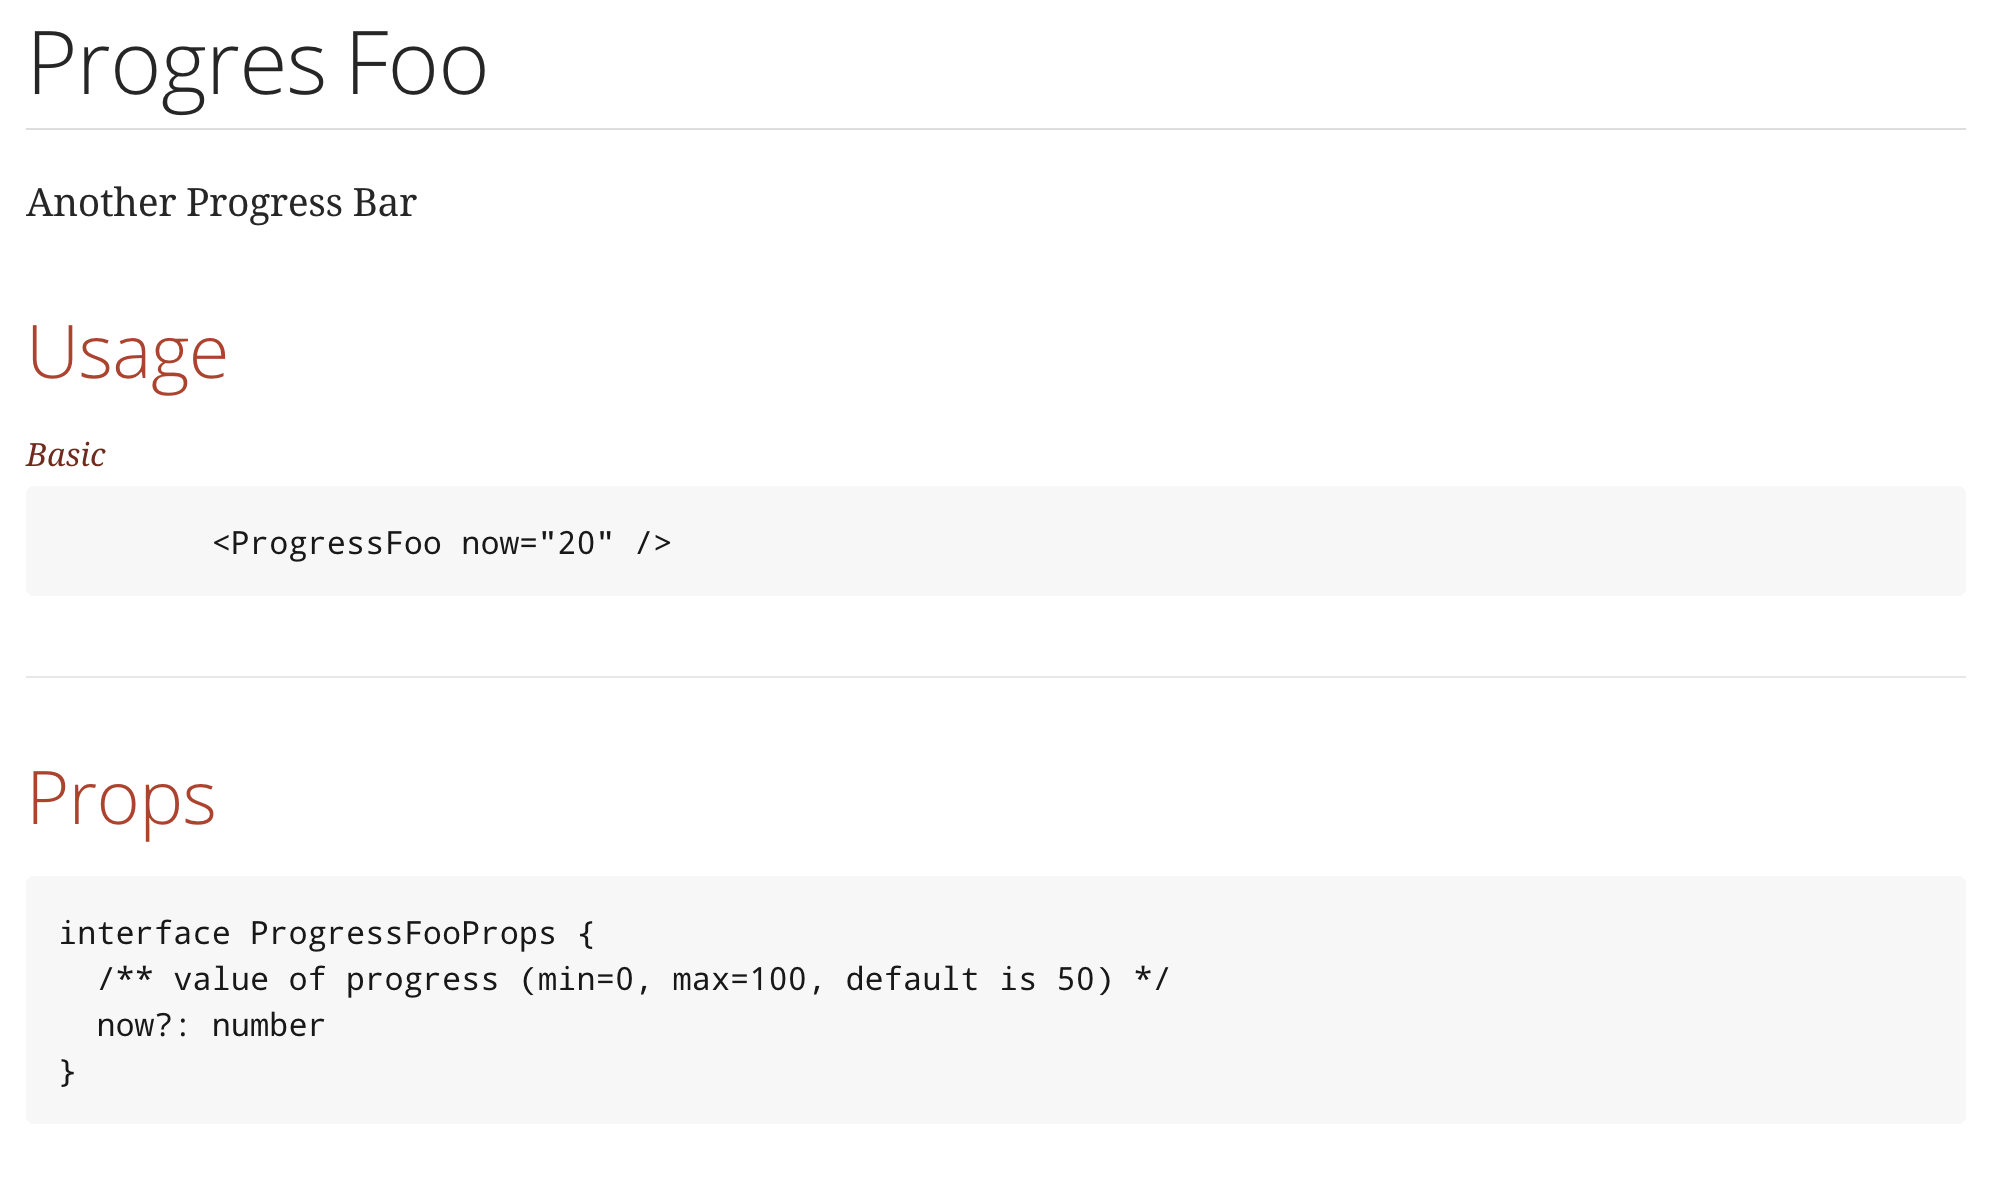 Progres Foo
Another Progress Bar
Usage
Basic
<ProgressFoo now="20" />
Props
interface ProgressFooProps {
  /** value of progress (min=0, max=100, default is 50) */
  now?: number
}